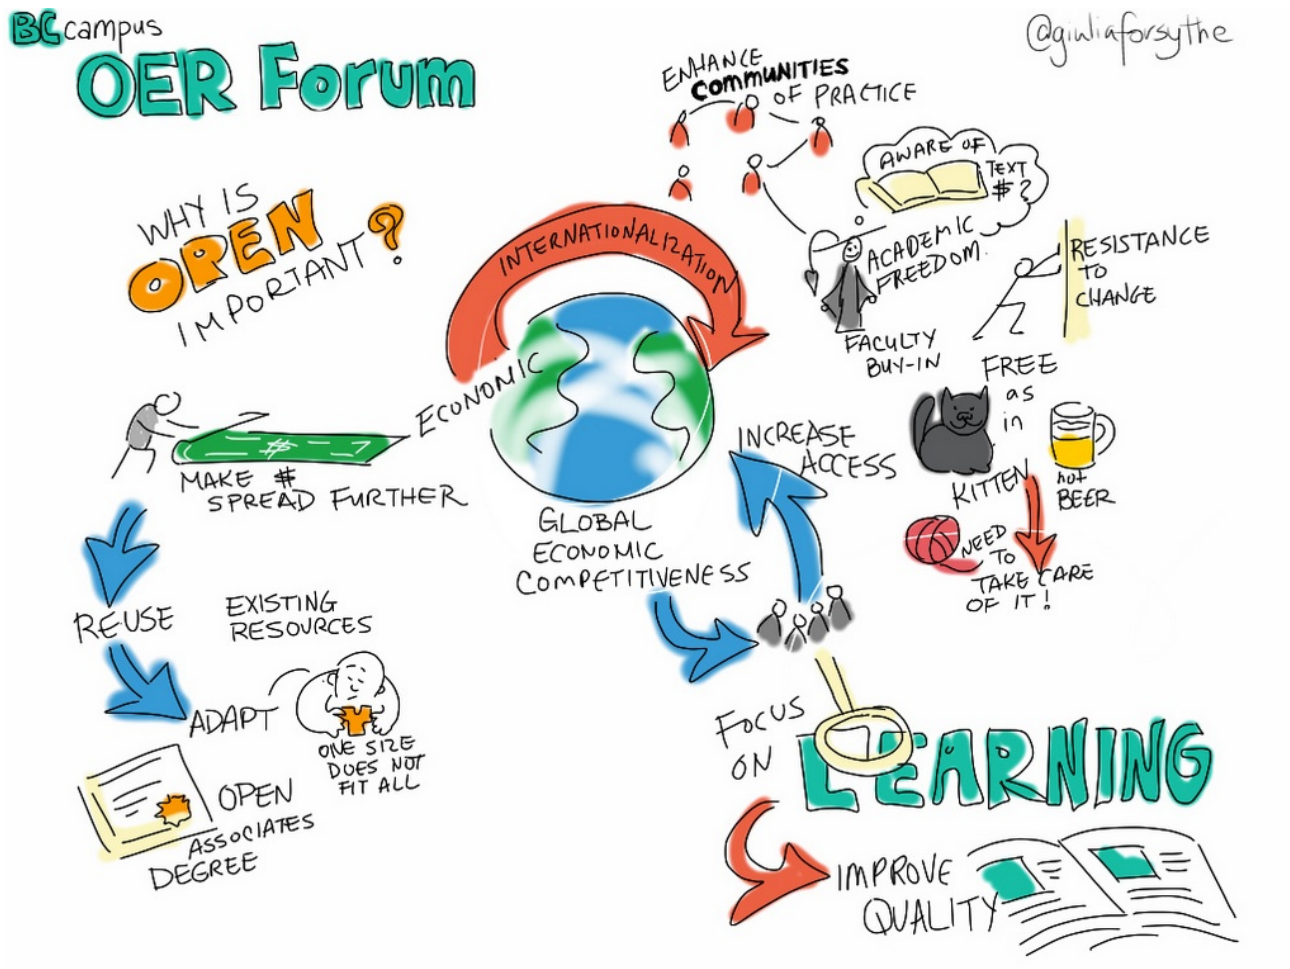 BCcampus
OER Forum
@giuliaforsythe
WHY IS
OPEN
IMPORTANT?
ENHANCE
COMMUNITIES
OF PRACTICE
AWARE OF
TEXT
$?
ACADEMIC
FREEDOM.
FACULTY
BUY-IN
RESISTANCE
TO
CHANGE
INTERNATIONALIZATION
ECONOMIC
$
MAKE $
SPREAD FURTHER
GLOBAL
ECONOMIC
COMPETITIVENESS
INCREASE
ACCESS
FREE
as
in
KITTEN
not
BEER
NEED
TO
TAKE CARE
OF IT!
REUSE
EXISTING
RESOURCES
ADAPT
ONE SIZE
DOES NOT
FIT ALL
OPEN
ASSOCIATES
DEGREE
FOCUS
ON
LEARNING
IMPROVE
QUALITY